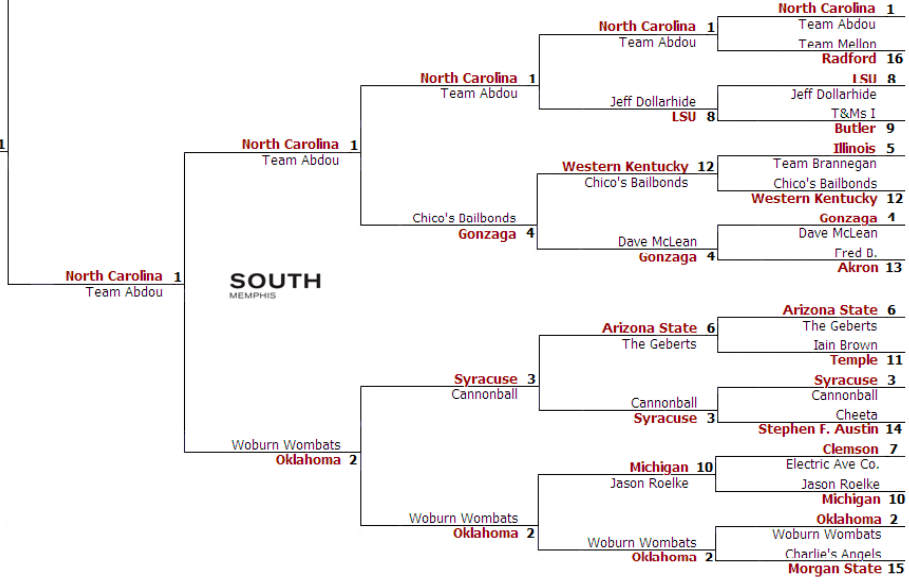 North Carolina 1
Team Abdou
Team Mellon
Radford 16
North Carolina 1
Team Abdou
LSU 8
Jeff Dollarhide
T&Ms I
Butler 9
Jeff Dollarhide
LSU 8
North Carolina 1
Team Abdou
Illinois 5
Team Brannegan
Chico's Bailbonds
Western Kentucky 12
Western Kentucky 12
Chico's Bailbonds
Gonzaga 4
Dave McLean
Fred B.
Akron 13
Dave McLean
Gonzaga 4
Chico's Bailbonds
Gonzaga 4
North Carolina 1
Team Abdou
1
North Carolina 1
Team Abdou
SOUTH
MEMPHIS
Arizona State 6
The Geberts
Iain Brown
Temple 11
Arizona State 6
The Geberts
Syracuse 3
Cannonball
Cheeta
Stephen F. Austin 14
Cannonball
Syracuse 3
Syracuse 3
Cannonball
Clemson 7
Electric Ave Co.
Jason Roelke
Michigan 10
Michigan 10
Jason Roelke
Oklahoma 2
Woburn Wombats
Charlie's Angels
Morgan State 15
Woburn Wombats
Oklahoma 2
Woburn Wombats
Oklahoma 2
Woburn Wombats
Oklahoma 2